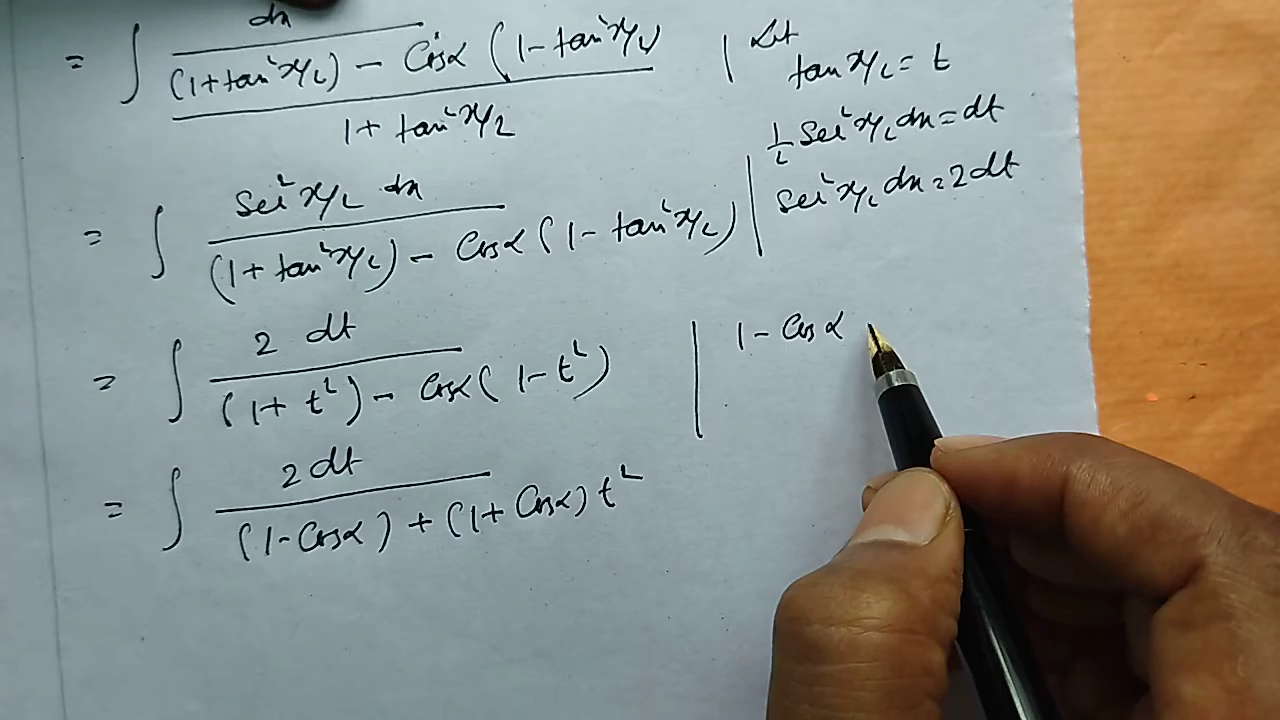 = ∫ dx / ((1+tan²x/2) − Cosα (1−tan²x/2)) / (1+tan²x/2) | Let
tan x/2 = t
½ Sec²x/2 dx = dt
= ∫ Sec²x/2 dx / ((1+tan²x/2) − Cosα (1−tan²x/2)) | Sec²x/2 dx = 2dt
= ∫ 2 dt / ((1+t²) − Cosα (1−t²)) | 1 − Cosα
= ∫ 2dt / ((1−Cosα) + (1+Cosα) t²)